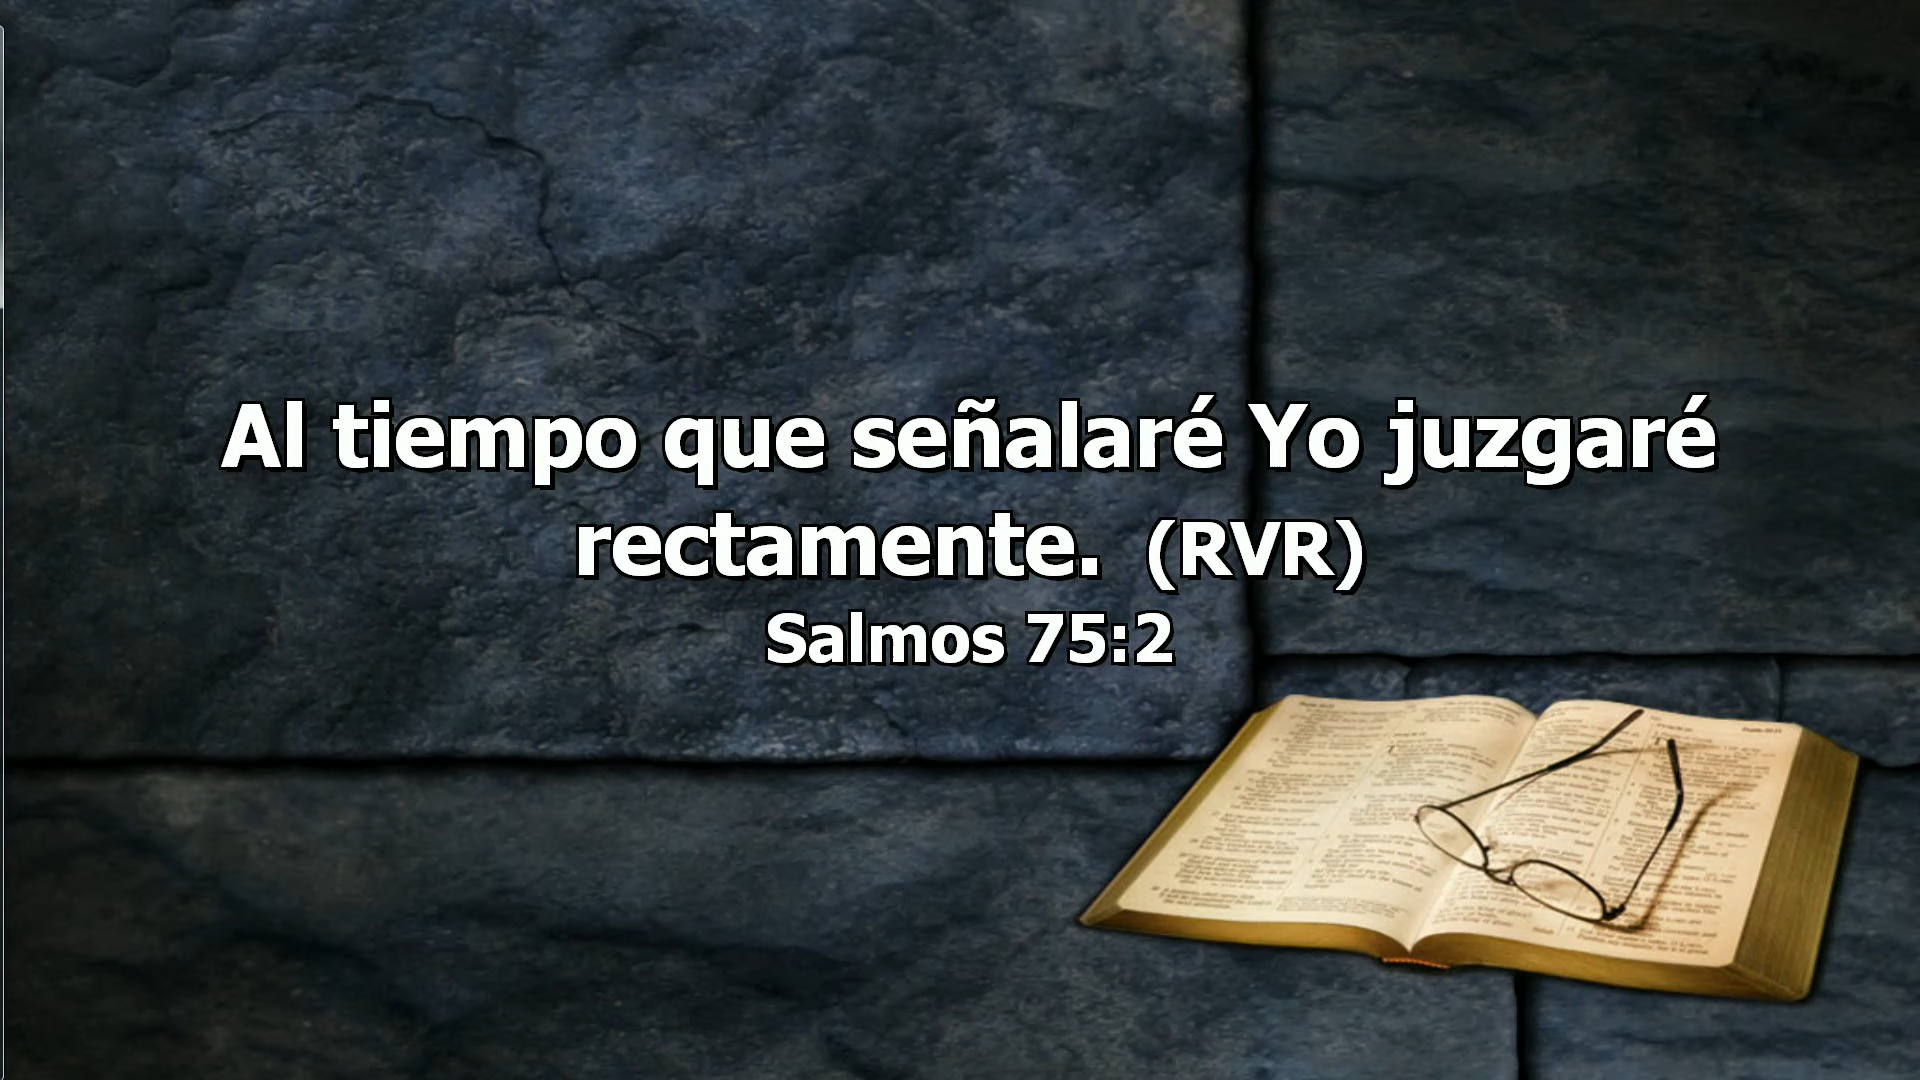 Al tiempo que señalaré Yo juzgaré
rectamente. (RVR)
Salmos 75:2